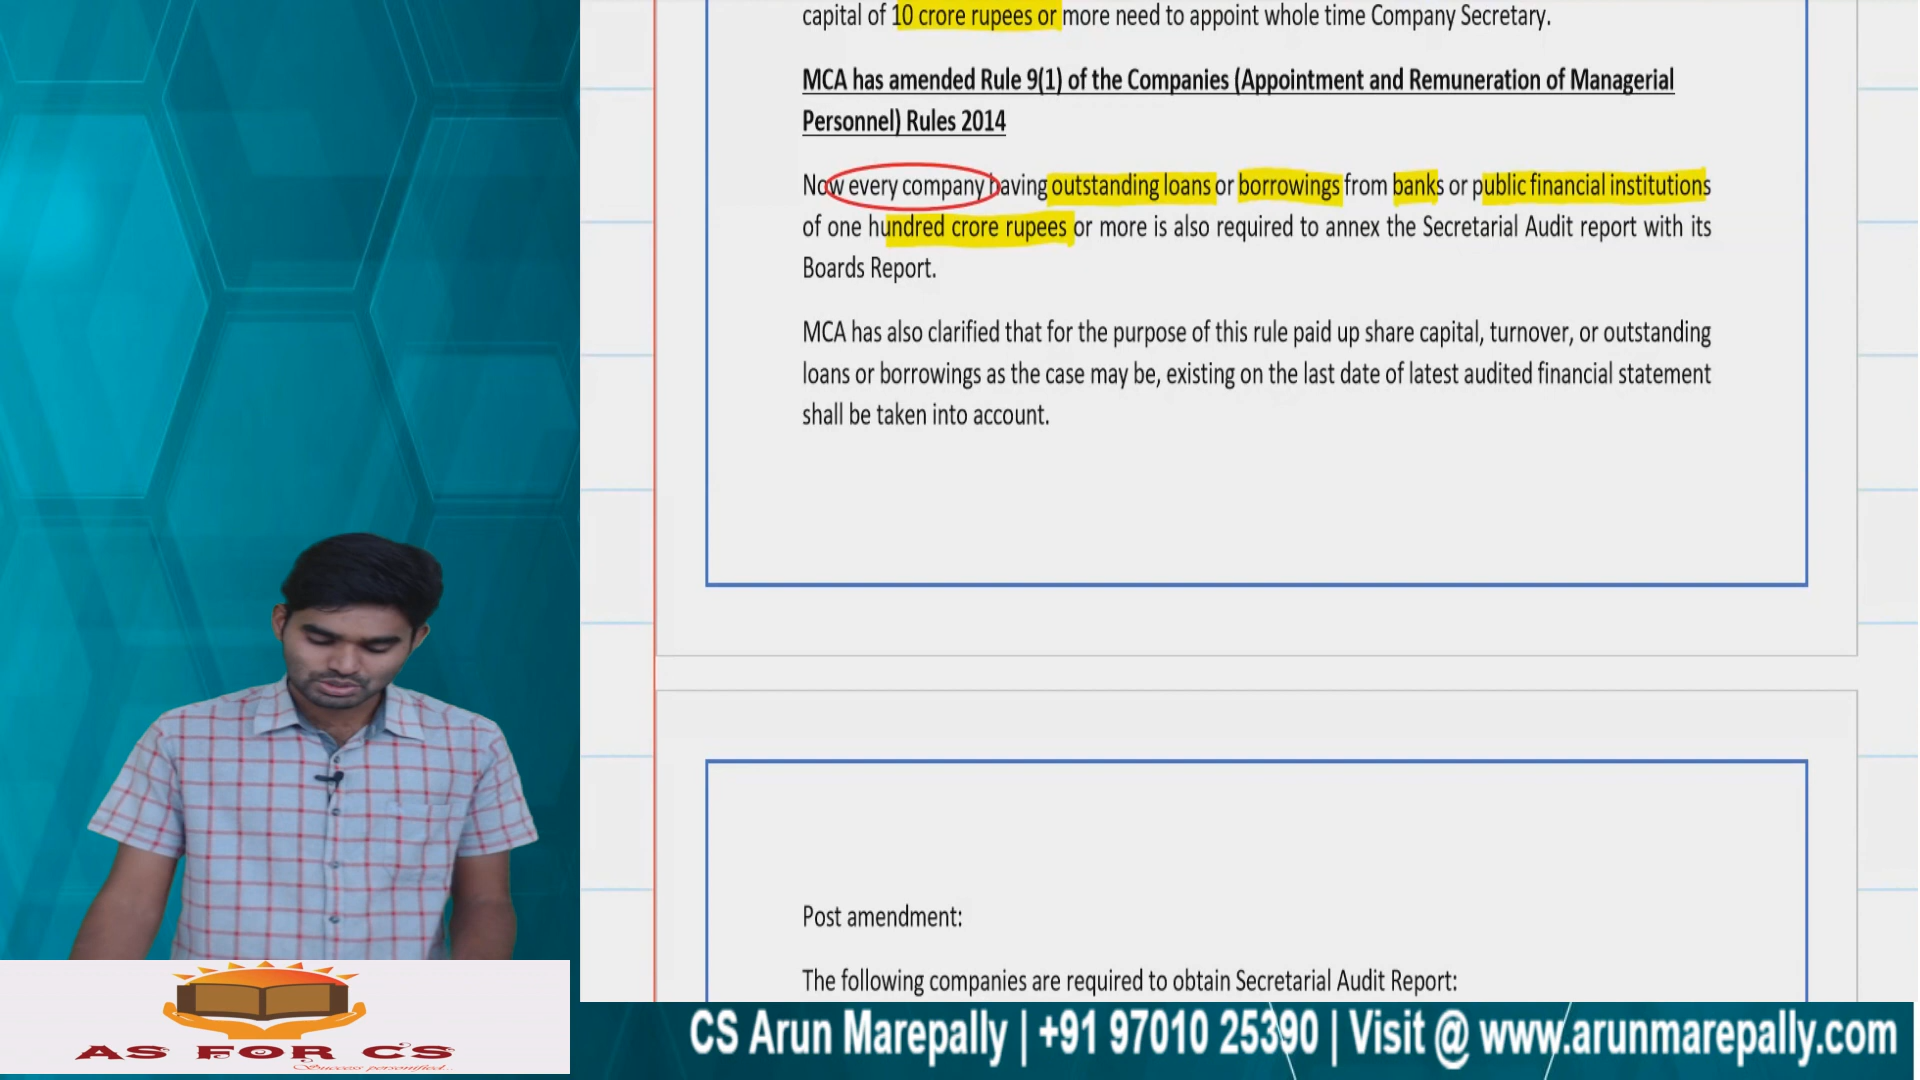 capital of 10 crore rupees or more need to appoint whole time Company Secretary.
MCA has amended Rule 9(1) of the Companies (Appointment and Remuneration of Managerial
Personnel) Rules 2014
Now every company having outstanding loans or borrowings from banks or public financial institutions
of one hundred crore rupees or more is also required to annex the Secretarial Audit report with its
Boards Report.
MCA has also clarified that for the purpose of this rule paid up share capital, turnover, or outstanding
loans or borrowings as the case may be, existing on the last date of latest audited financial statement
shall be taken into account.
Post amendment:
The following companies are required to obtain Secretarial Audit Report:
AS FOR CS
Success personified...
CS Arun Marepally | +91 97010 25390 | Visit @ www.arunmarepally.com